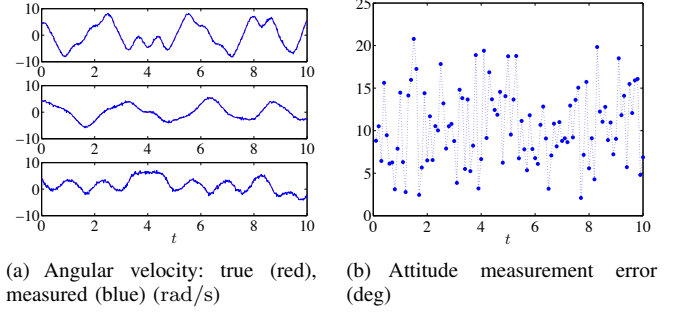 10
0
−10
0 2 4 6 8 10
10
0
−10
0 2 4 6 8 10
10
0
−10
0 2 4 6 8 10
t
25
20
15
10
5
0
0 2 4 6 8 10
t
(a) Angular velocity: true (red),
measured (blue) (rad/s)
(b) Attitude measurement error
(deg)